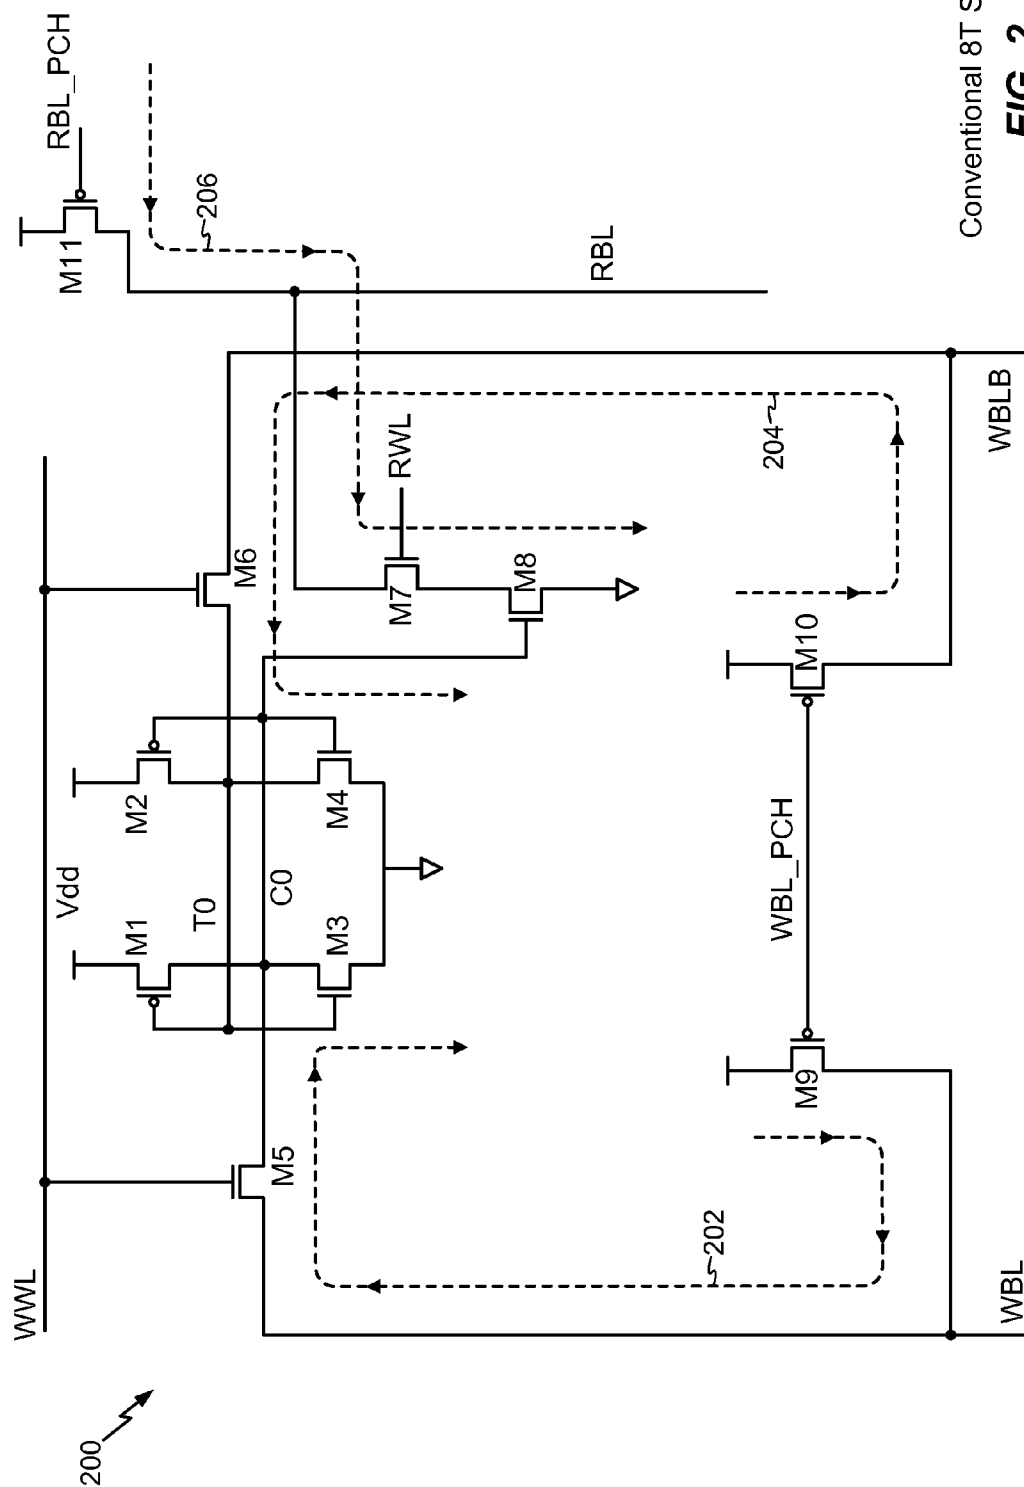 200
WWL
WBL
M5
202
M9
WBL_PCH
M10
M1
Vdd
M2
T0
C0
M3
M4
M6
M7
RWL
M8
204
WBLB
RBL
M11
RBL_PCH
206
Conventional 8T S
FIG. 2